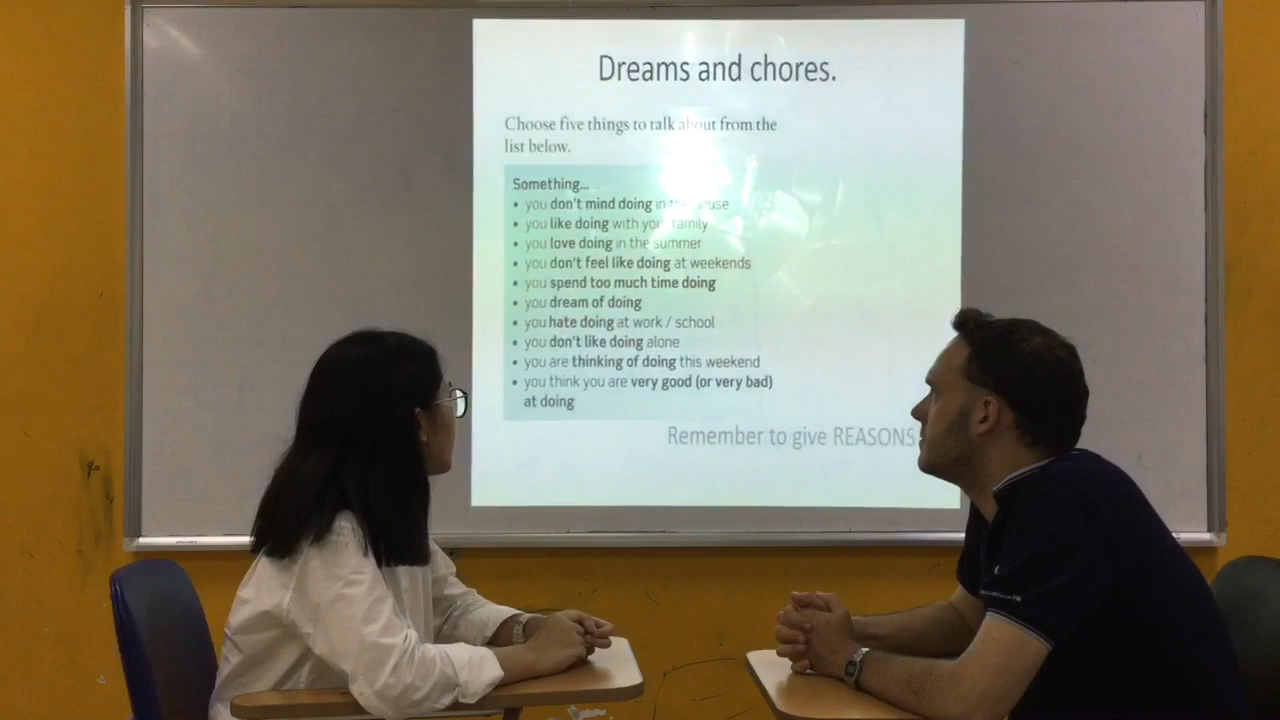 Dreams and chores.
Choose five things to talk about from the
list below.
Something...
• you don't mind doing in the house
• you like doing with your family
• you love doing in the summer
• you don't feel like doing at weekends
• you spend too much time doing
• you dream of doing
• you hate doing at work / school
• you don't like doing alone
• you are thinking of doing this weekend
• you think you are very good (or very bad)
at doing
Remember to give REASONS